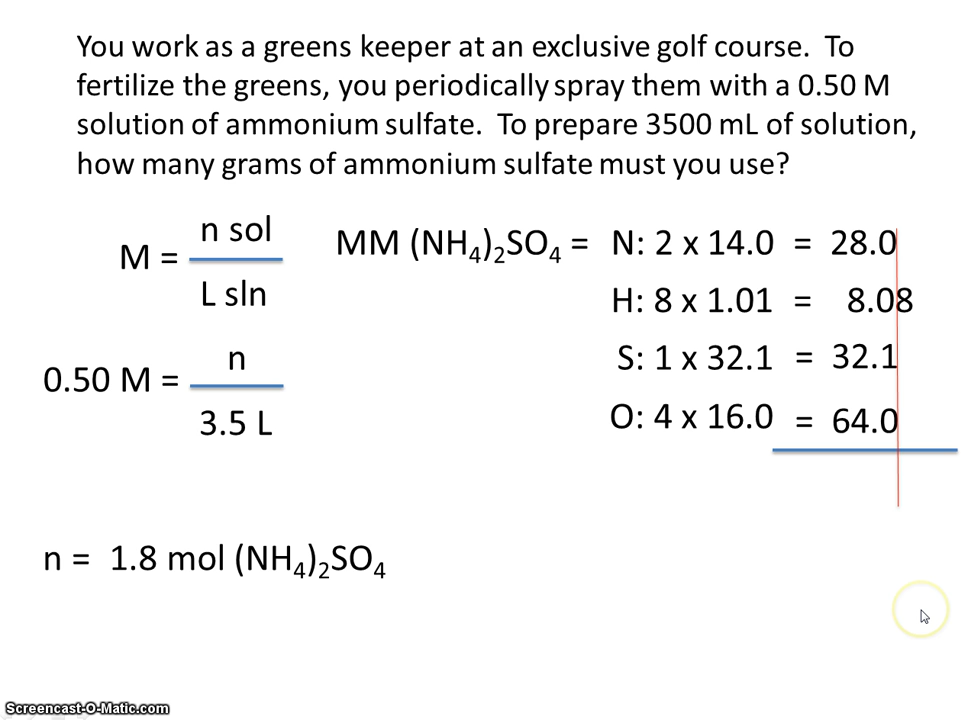 You work as a greens keeper at an exclusive golf course. To
fertilize the greens, you periodically spray them with a 0.50 M
solution of ammonium sulfate. To prepare 3500 mL of solution,
how many grams of ammonium sulfate must you use?
M = n sol / L sln
MM (NH₄)₂SO₄ = N: 2 x 14.0 = 28.0
H: 8 x 1.01 = 8.08
S: 1 x 32.1 = 32.1
O: 4 x 16.0 = 64.0
0.50 M = n / 3.5 L
n = 1.8 mol (NH₄)₂SO₄
Screencast-O-Matic.com